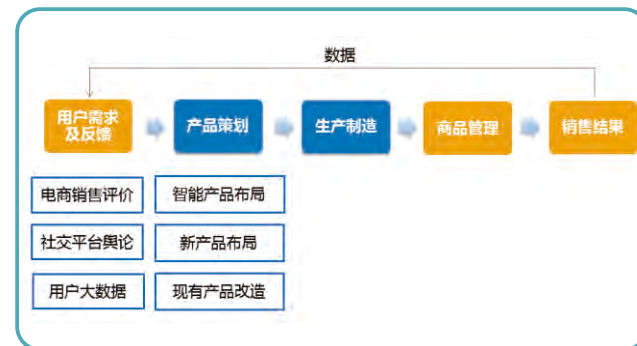 数据
用户需求
及反馈
产品策划
生产制造
商品管理
销售结果
电商销售评价
智能产品布局
社交平台舆论
新产品布局
用户大数据
现有产品改造